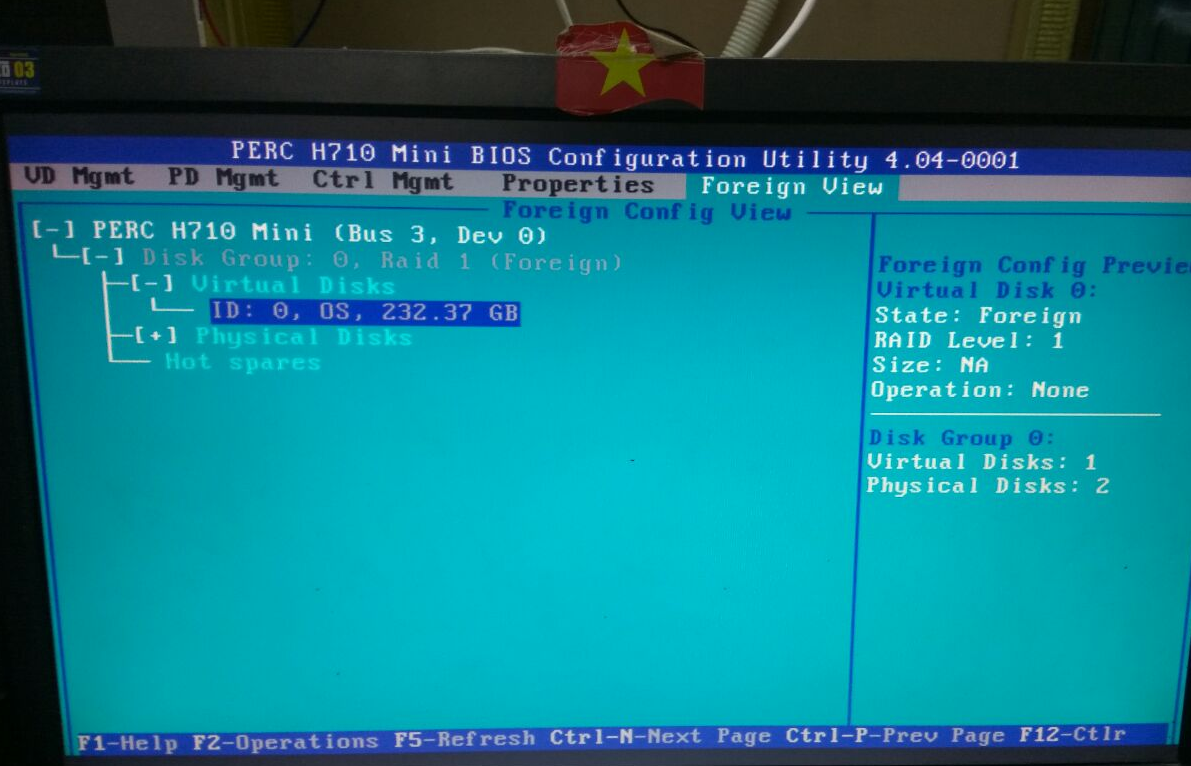 03
PERC H710 Mini BIOS Configuration Utility 4.04-0001
VD Mgmt PD Mgmt Ctrl Mgmt Properties Foreign View
Foreign Config View
[-] PERC H710 Mini (Bus 3, Dev 0)
[-] Disk Group: 0, Raid 1 (Foreign)
[-] Virtual Disks
ID: 0, OS, 232.37 GB
[+] Physical Disks
Hot spares
Foreign Config Previe
Virtual Disk 0:
State: Foreign
RAID Level: 1
Size: NA
Operation: None
Disk Group 0:
Virtual Disks: 1
Physical Disks: 2
F1-Help F2-Operations F5-Refresh Ctrl-N-Next Page Ctrl-P-Prev Page F12-Ctlr